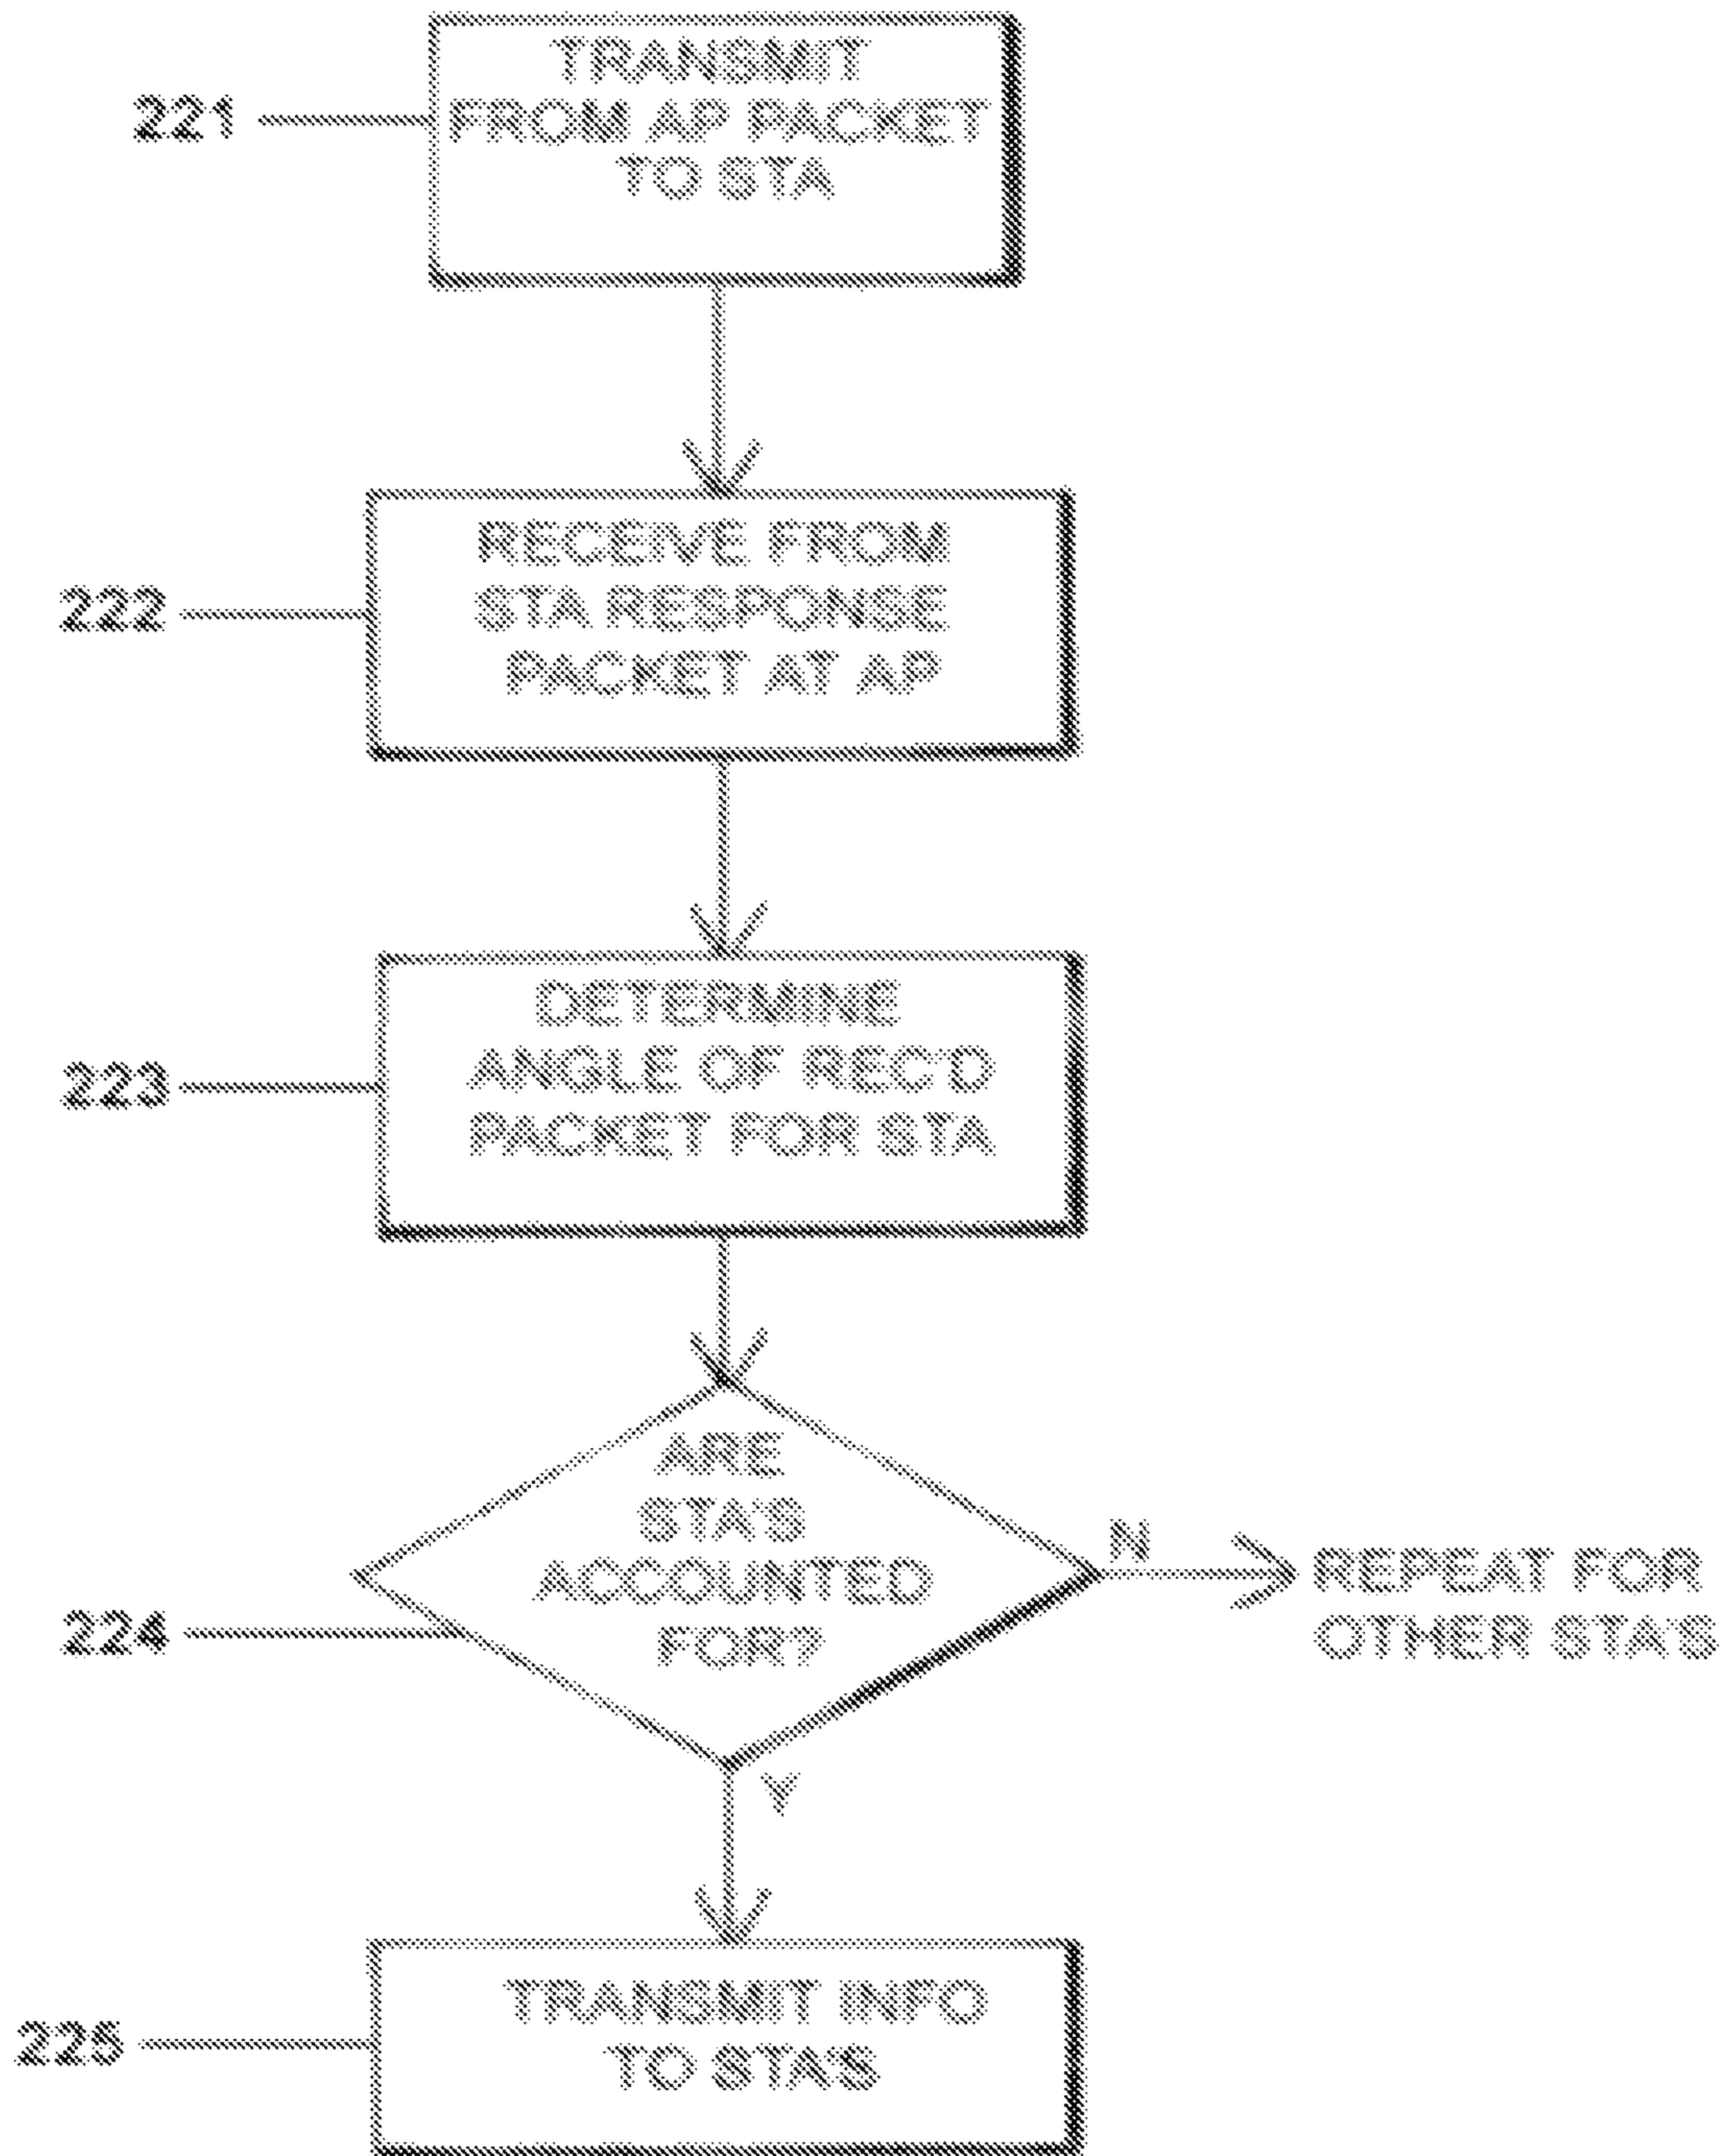 TRANSMIT
221
FROM AP PACKET
TO STA
RECEIVE FROM
222
STA RESPONSE
PACKET AT AP
DETERMINE
223
ANGLE OF REC'D
PACKET FOR STA
ARE
STA'S
ACCOUNTED
224
FOR?
N
REPEAT FOR
OTHER STA'S
Y
TRANSMIT INFO
225
TO STA'S